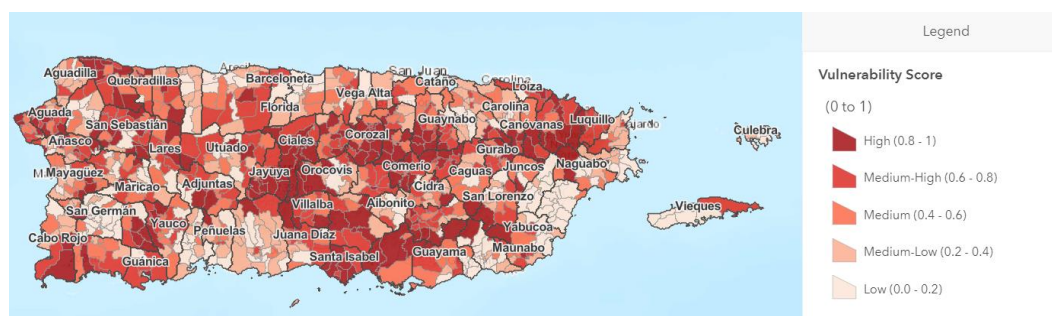 Legend
Vulnerability Score
(0 to 1)
High (0.8 - 1)
Medium-High (0.6 - 0.8)
Medium (0.4 - 0.6)
Medium-Low (0.2 - 0.4)
Low (0.0 - 0.2)
Aguadilla
Quebradillas
Barceloneta
San Juan
Cataño
Carolina
Loíza
Florida
Vega Alta
Aguada
San Sebastián
Guaynabo
Carolina
Canóvanas
Luquillo
Culebra
Añasco
Lares
Utuado
Ciales
Corozal
Gurabo
Mayagüez
Maricao
Adjuntas
Jayuya
Orocovis
Comerío
Caguas
Juncos
Naguabo
Cidra
San Germán
Yauco
Peñuelas
Villalba
Aibonito
San Lorenzo
Vieques
Cabo Rojo
Guánica
Juana Díaz
Santa Isabel
Guayama
Yabucoa
Maunabo